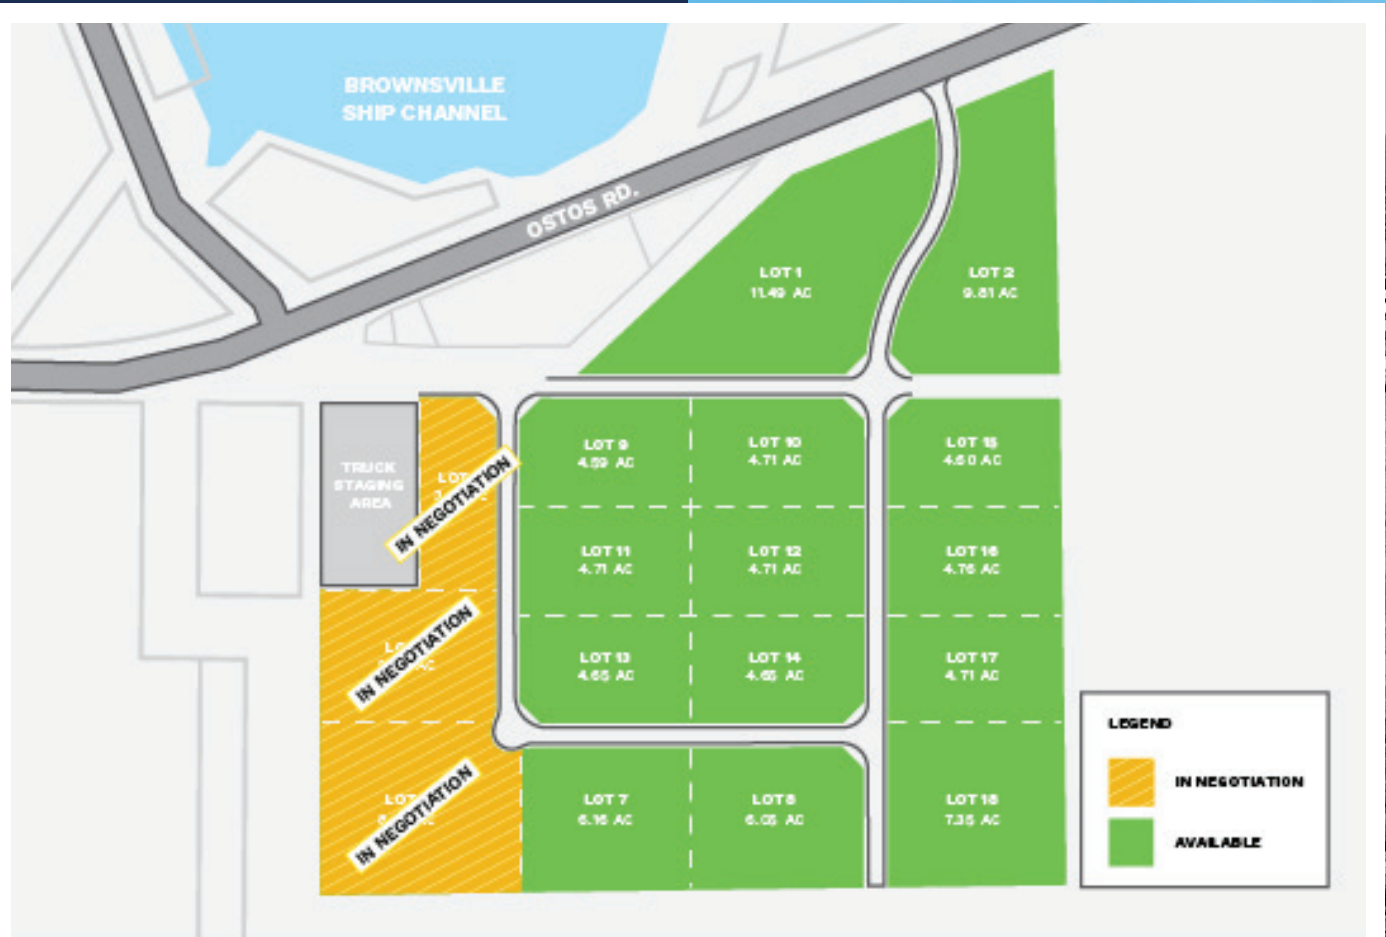 BROWNSVILLE
SHIP CHANNEL
OSTOS RD.
LOT 1
11.49 AC
LOT 2
9.81 AC
TRUCK
STAGING
AREA
LOT
IN NEGOTIATION
LOT 9
4.59 AC
LOT 10
4.71 AC
LOT 15
4.60 AC
LOT 11
4.71 AC
LOT 12
4.71 AC
LOT 16
4.76 AC
IN NEGOTIATION
AC
LOT 13
4.65 AC
LOT 14
4.65 AC
LOT 17
4.71 AC
LOT
IN NEGOTIATION
LOT 7
6.16 AC
LOT 8
6.05 AC
LOT 18
7.35 AC
LEGEND
IN NEGOTIATION
AVAILABLE